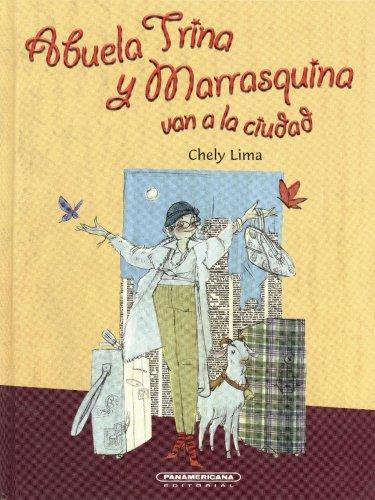 Abuela Trina
y Marrasquina
van a la ciudad
Chely Lima
PANAMERICANA
EDITORIAL